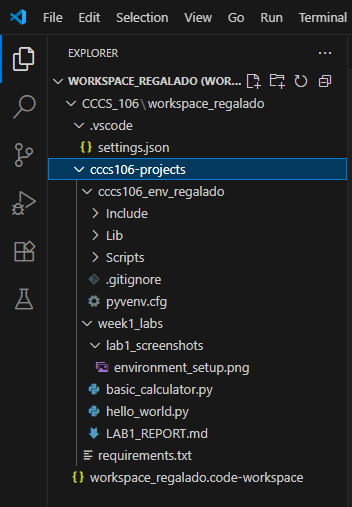 File Edit Selection View Go Run Terminal
EXPLORER
WORKSPACE_REGALADO (WOR...
CCCS_106\workspace_regalado
.vscode
{} settings.json
cccs106-projects
cccs106_env_regalado
Include
Lib
Scripts
.gitignore
pyvenv.cfg
week1_labs
lab1_screenshots
environment_setup.png
basic_calculator.py
hello_world.py
LAB1_REPORT.md
requirements.txt
{} workspace_regalado.code-workspace